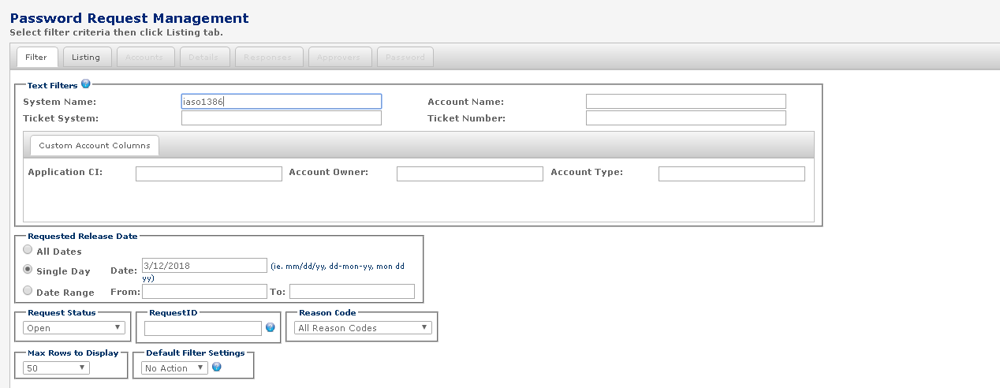 Password Request Management
Select filter criteria then click Listing tab.
Filter Listing Accounts Details Responses Approvers Password
Text Filters
System Name: iaso1386 Account Name:
Ticket System: Ticket Number:
Custom Account Columns
Application CI: Account Owner: Account Type:
Requested Release Date
All Dates
Single Day Date: 3/12/2018 (ie. mm/dd/yy, dd-mon-yy, mon dd
yy)
Date Range From: To:
Request Status RequestID Reason Code
Open All Reason Codes
Max Rows to Display Default Filter Settings
50 No Action